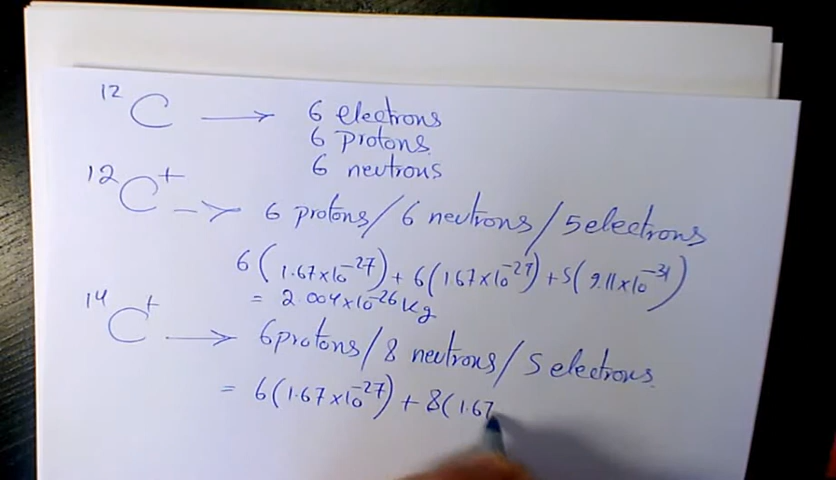 ¹²C → 6 electrons
6 protons
6 neutrons
¹²C⁺ → 6 protons / 6 neutrons / 5 electrons
6(1.67×10⁻²⁷) + 6(1.67×10⁻²⁷) + 5(9.11×10⁻³¹)
= 2.004×10⁻²⁶ Kg
¹⁴C⁺ → 6 protons / 8 neutrons / 5 electrons
= 6(1.67×10⁻²⁷) + 8(1.67